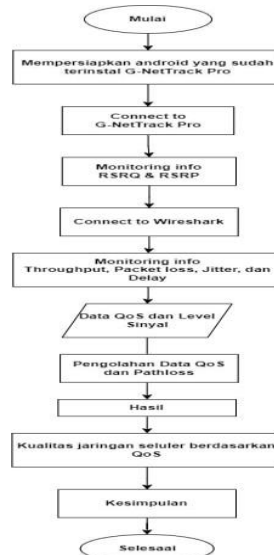 Mulai
Mempersiapkan android yang sudah
terinstal G-NetTrack Pro
Connect to
G-NetTrack Pro
Monitoring info
RSRQ & RSRP
Connect to Wireshark
Monitoring info
Throughput, Packet loss, Jitter, dan
Delay
Data QoS dan Level
Sinyal
Pengolahan Data QoS
dan Pathloss
Hasil
Kualitas jaringan seluler berdasarkan
QoS
Kesimpulan
Selesaai